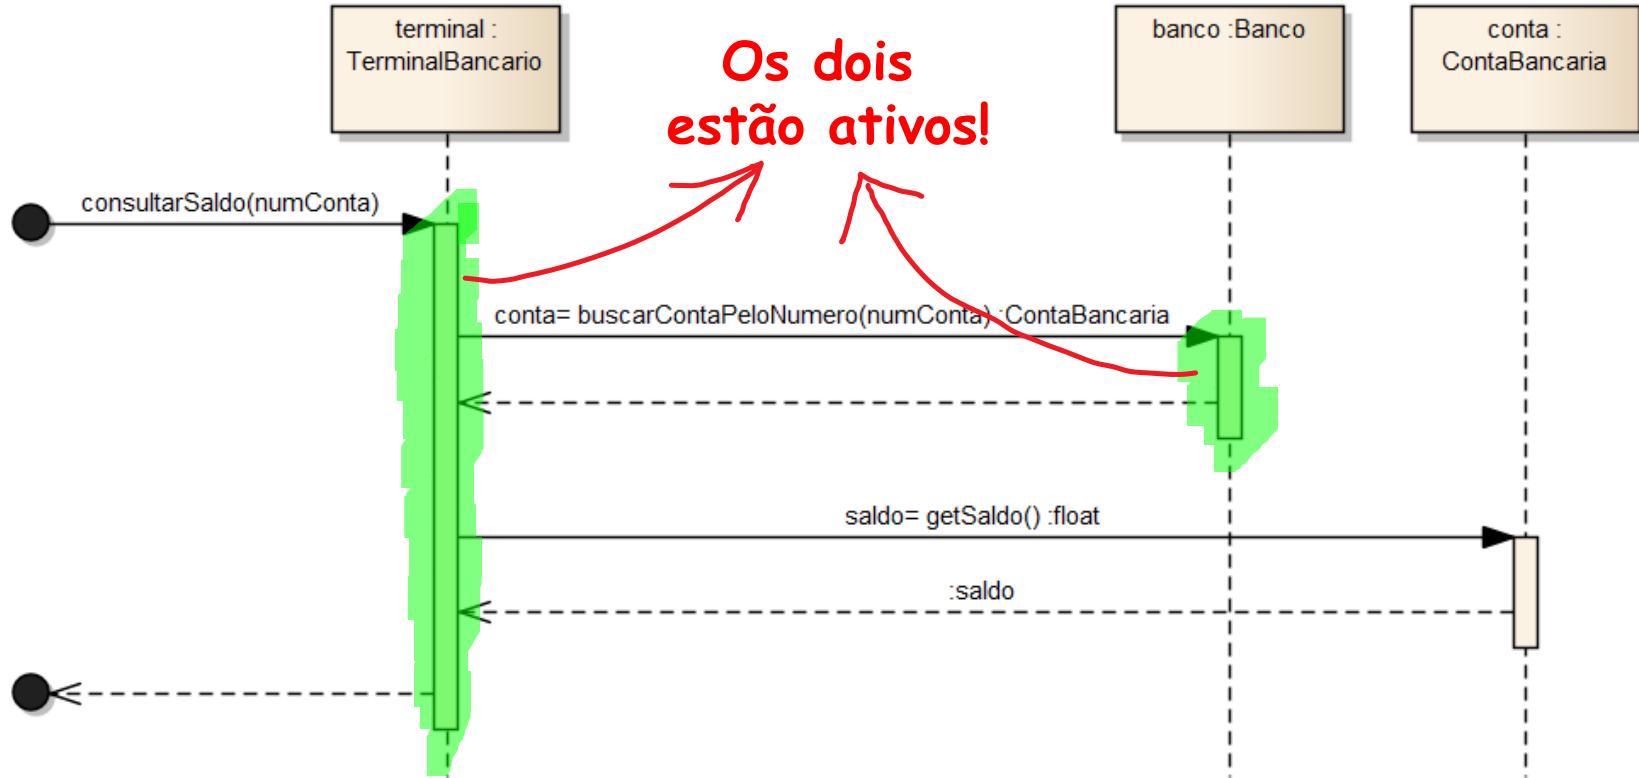 terminal :
TerminalBancario
Os dois
estão ativos!
banco :Banco
conta :
ContaBancaria
consultarSaldo(numConta)
conta= buscarContaPeloNumero(numConta) :ContaBancaria
saldo= getSaldo() :float
:saldo